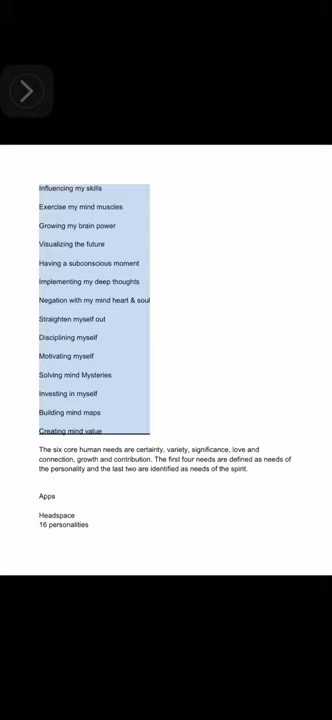 Influencing my skills
Exercise my mind muscles
Growing my brain power
Visualizing the future
Having a subconscious moment
Implementing my deep thoughts
Negation with my mind heart & soul
Straighten myself out
Disciplining myself
Motivating myself
Solving mind Mysteries
Investing in myself
Building mind maps
Creating mind value
The six core human needs are certainty, variety, significance, love and
connection, growth and contribution. The first four needs are defined as needs of
the personality and the last two are identified as needs of the spirit.
Apps
Headspace
16 personalities